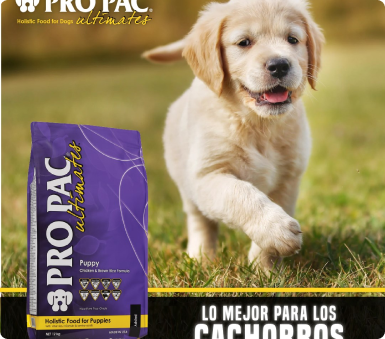 PRO PAC®
Holistic Food for Dogs
ultimates
PRO PAC
ultimates
Puppy
Chicken & Brown Rice Formula
Holistic Food for Puppies
LO MEJOR PARA LOS
CACHORROS